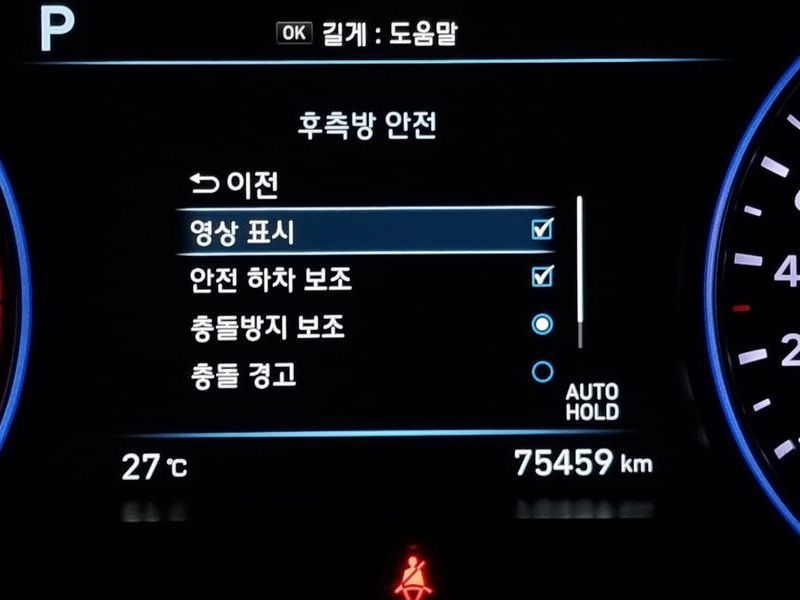 P
OK 길게 : 도움말
후측방 안전
이전
영상 표시
안전 하차 보조
충돌방지 보조
충돌 경고
AUTO
HOLD
27 ℃
75459 km
4
2